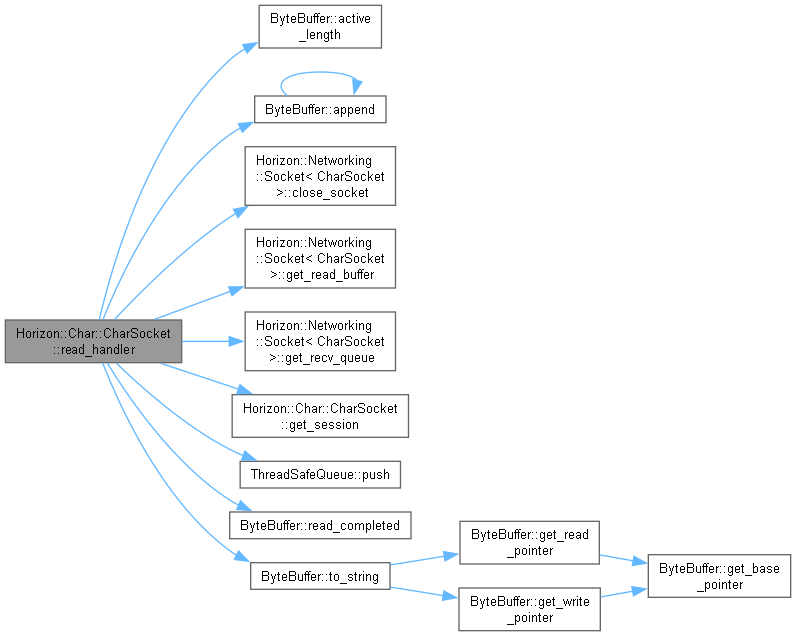 ByteBuffer::active
_length
ByteBuffer::append
Horizon::Networking
::Socket< CharSocket
>::close_socket
Horizon::Networking
::Socket< CharSocket
>::get_read_buffer
Horizon::Char::CharSocket
::read_handler
Horizon::Networking
::Socket< CharSocket
>::get_recv_queue
Horizon::Char::CharSocket
::get_session
ThreadSafeQueue::push
ByteBuffer::read_completed
ByteBuffer::to_string
ByteBuffer::get_read
_pointer
ByteBuffer::get_write
_pointer
ByteBuffer::get_base
_pointer